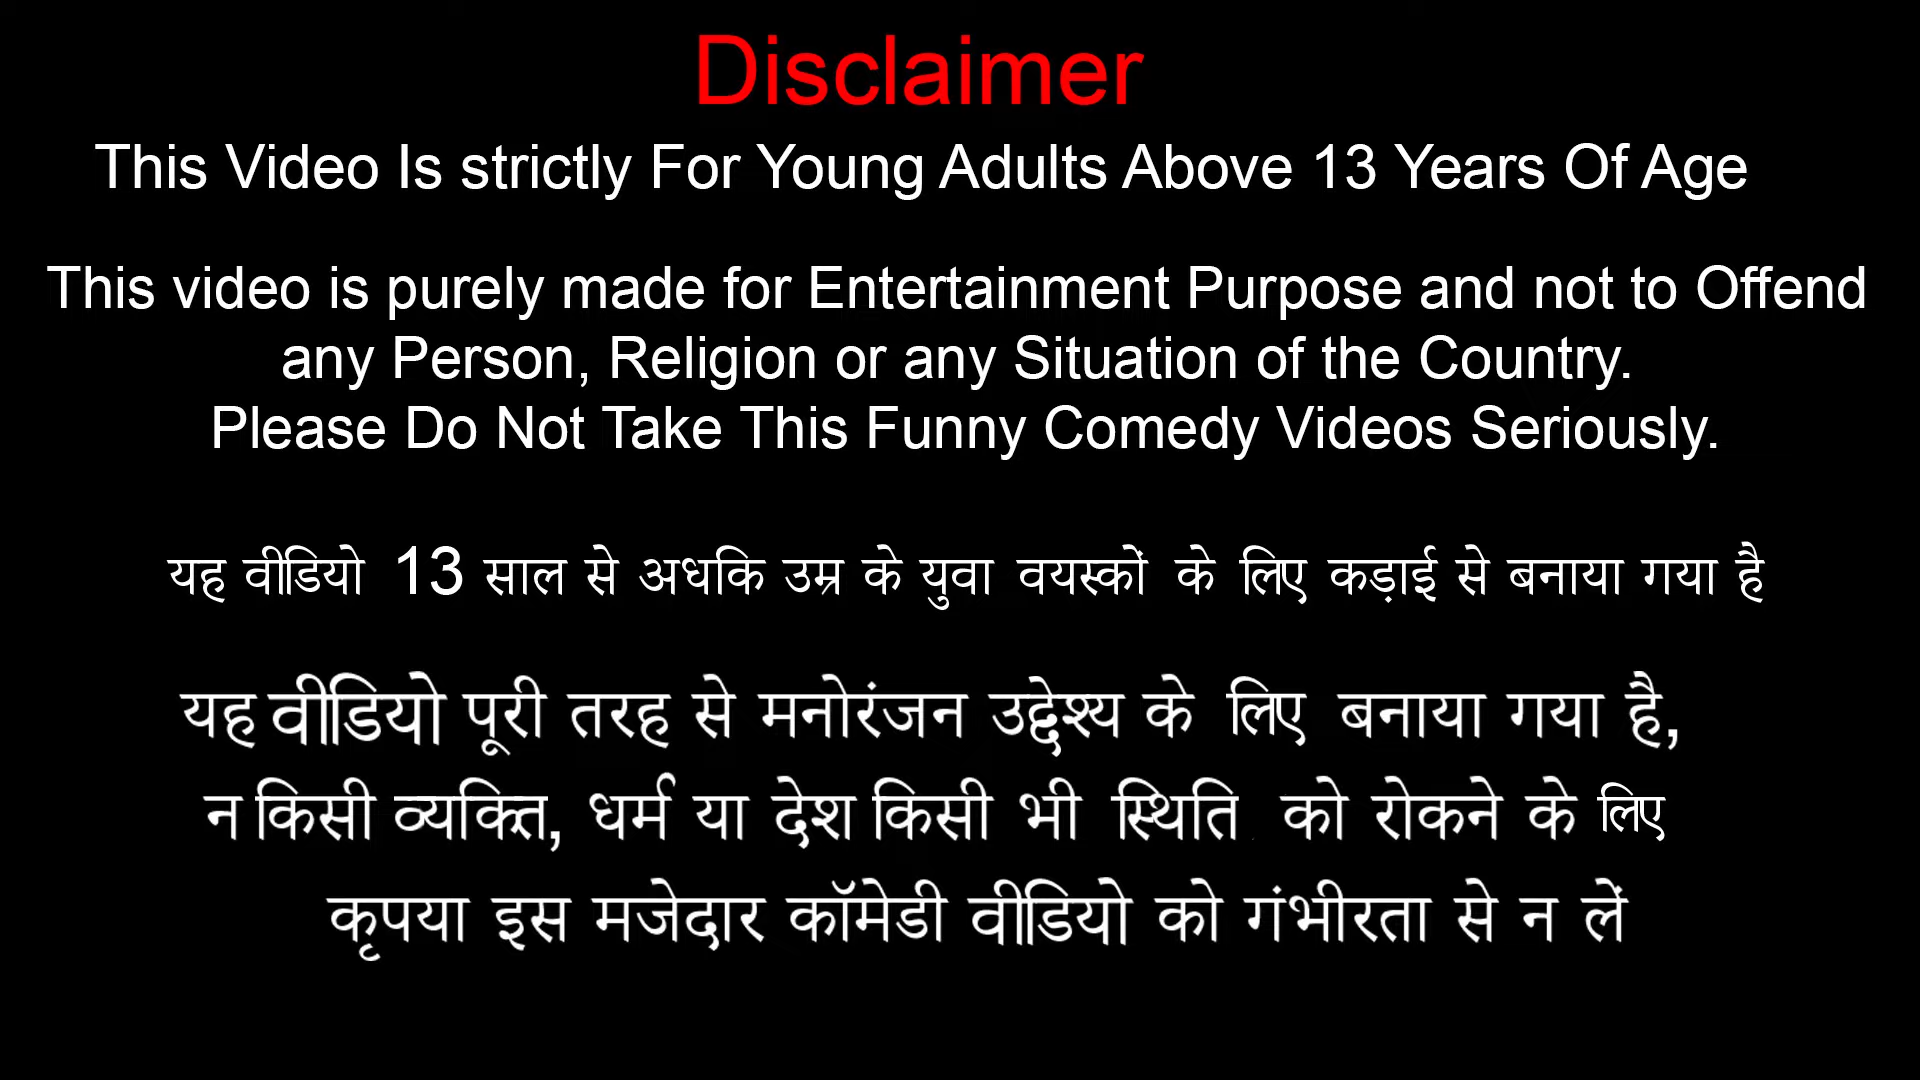 Disclaimer
This Video Is strictly For Young Adults Above 13 Years Of Age
This video is purely made for Entertainment Purpose and not to Offend
any Person, Religion or any Situation of the Country.
Please Do Not Take This Funny Comedy Videos Seriously.
यह वीडियो 13 साल से अधकि उम्र के युवा वयस्कों के लिए कड़ाई से बनाया गया है
यह वीडियो पूरी तरह से मनोरंजन उद्देश्य के लिए बनाया गया है,
न किसी व्यक्ति, धर्म या देश किसी भी स्थिति को रोकने के लिए
कृपया इस मजेदार कॉमेडी वीडियो को गंभीरता से न लें